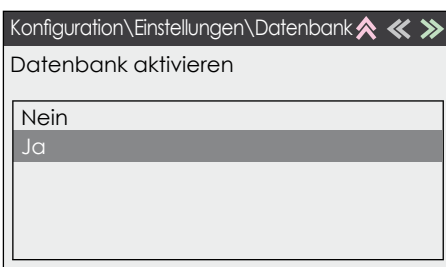 Konfiguration\Einstellungen\Datenbank
Datenbank aktivieren
Nein
Ja